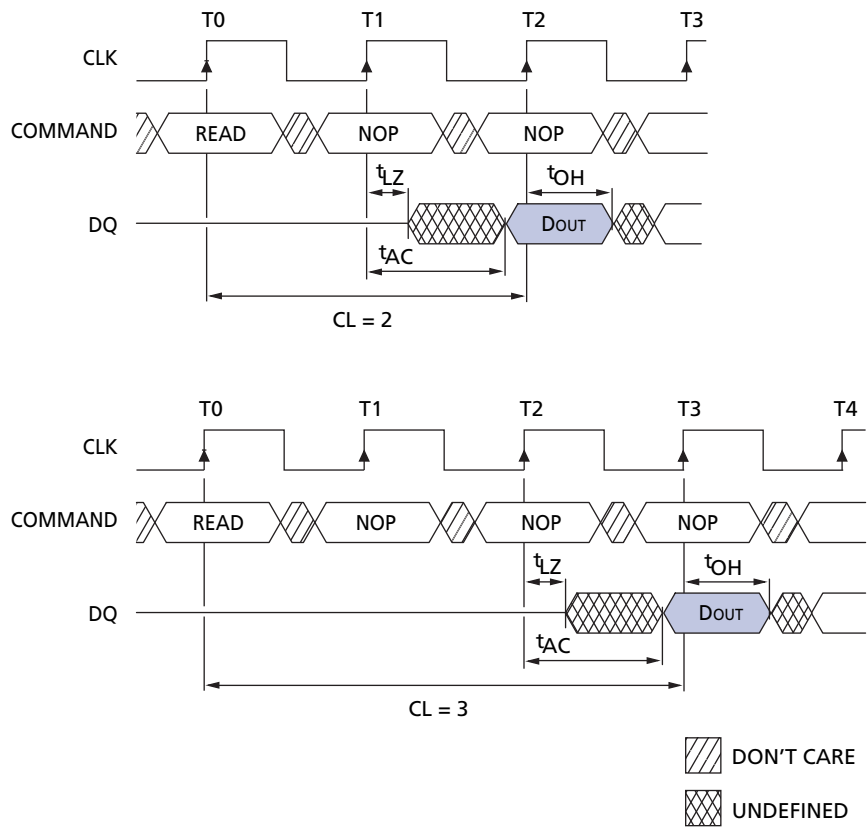 T0 T1 T2 T3
CLK
COMMAND READ NOP NOP
tLZ tOH
DQ DOUT
tAC
CL = 2
T0 T1 T2 T3 T4
CLK
COMMAND READ NOP NOP NOP
tLZ tOH
DQ DOUT
tAC
CL = 3
DON'T CARE
UNDEFINED